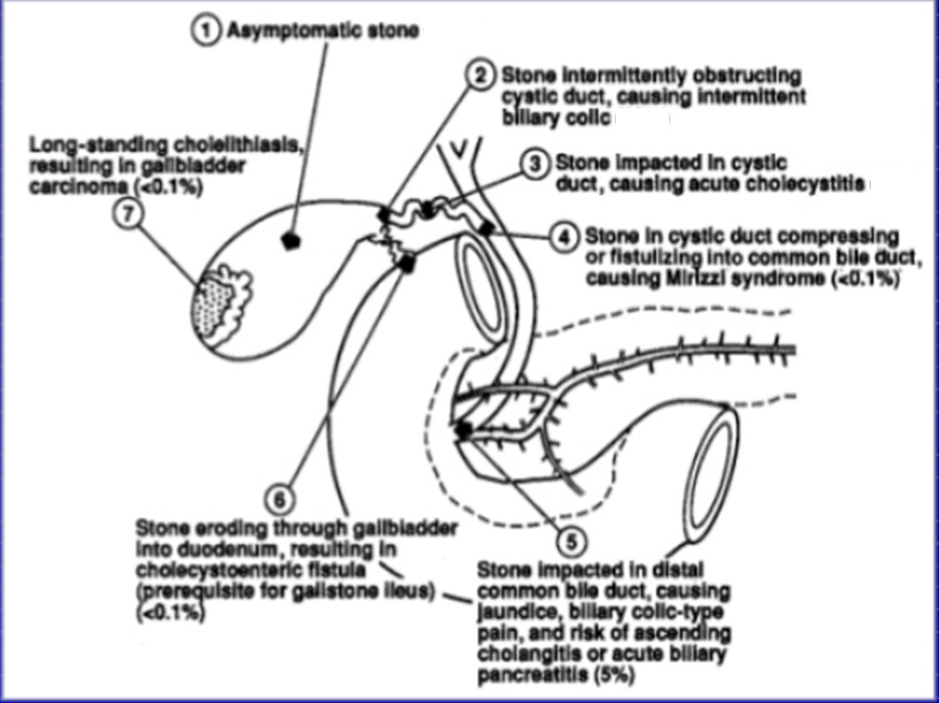 1 Asymptomatic stone
2 Stone intermittently obstructing
cystic duct, causing intermittent
biliary colic
3 Stone impacted in cystic
duct, causing acute cholecystitis
4 Stone in cystic duct compressing
or fistulizing into common bile duct,
causing Mirizzi syndrome (<0.1%)
Long-standing cholelithiasis,
resulting in gallbladder
carcinoma (<0.1%)
7
6
Stone eroding through gallbladder
into duodenum, resulting in
cholecystoenteric fistula
(prerequisite for gallstone ileus)
(<0.1%)
5
Stone impacted in distal
common bile duct, causing
jaundice, biliary colic-type
pain, and risk of ascending
cholangitis or acute biliary
pancreatitis (5%)